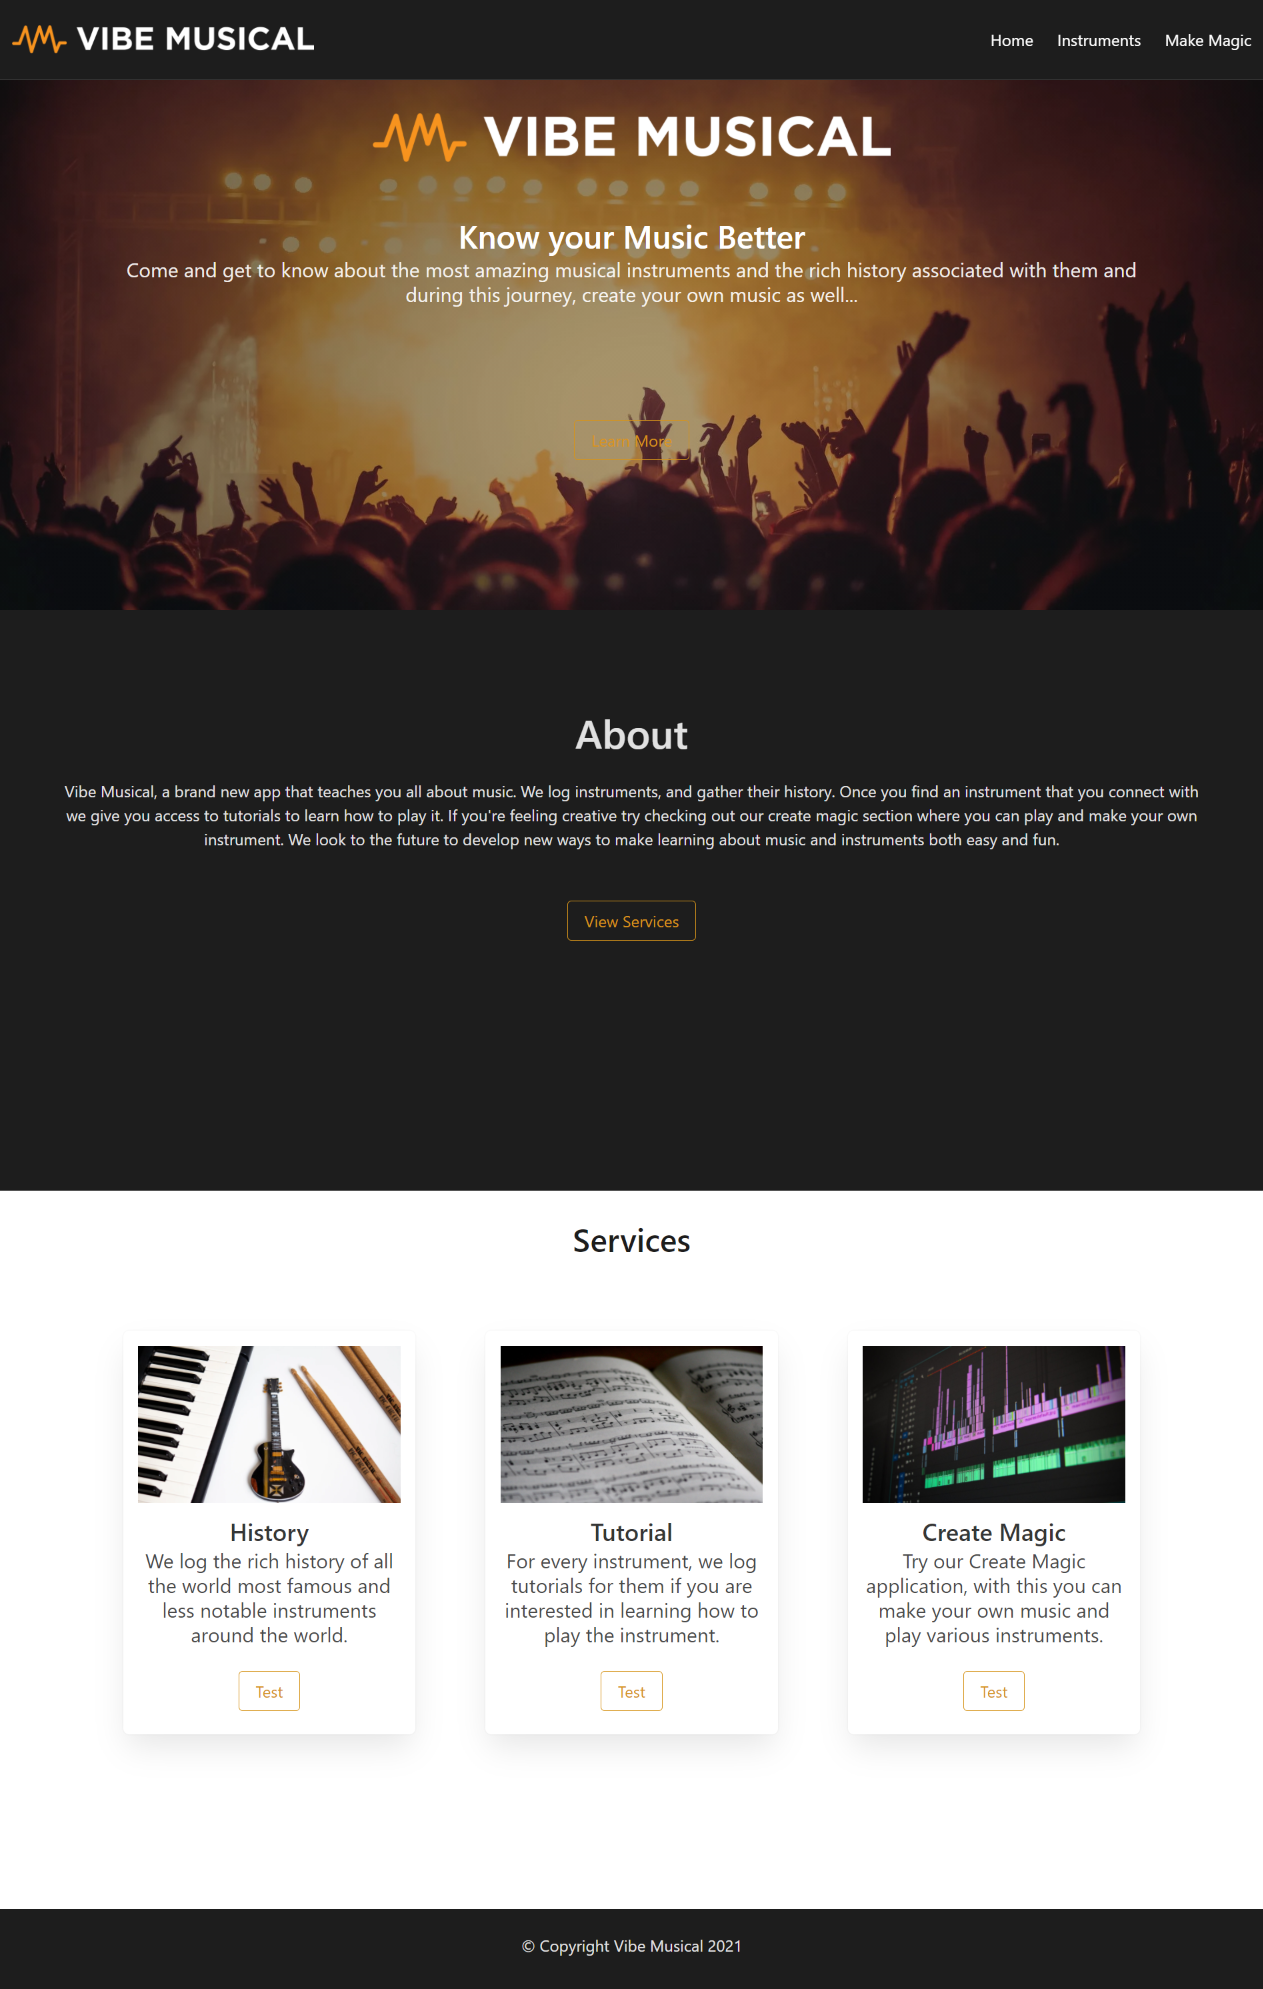 VIBE MUSICAL
Home Instruments Make Magic
VIBE MUSICAL
Know your Music Better
Come and get to know about the most amazing musical instruments and the rich history associated with them and
during this journey, create your own music as well...
Learn More
About
Vibe Musical, a brand new app that teaches you all about music. We log instruments, and gather their history. Once you find an instrument that you connect with
we give you access to tutorials to learn how to play it. If you're feeling creative try checking out our create magic section where you can play and make your own
instrument. We look to the future to develop new ways to make learning about music and instruments both easy and fun.
View Services
Services
History
We log the rich history of all
the world most famous and
less notable instruments
around the world.
Test
Tutorial
For every instrument, we log
tutorials for them if you are
interested in learning how to
play the instrument.
Test
Create Magic
Try our Create Magic
application, with this you can
make your own music and
play various instruments.
Test
© Copyright Vibe Musical 2021